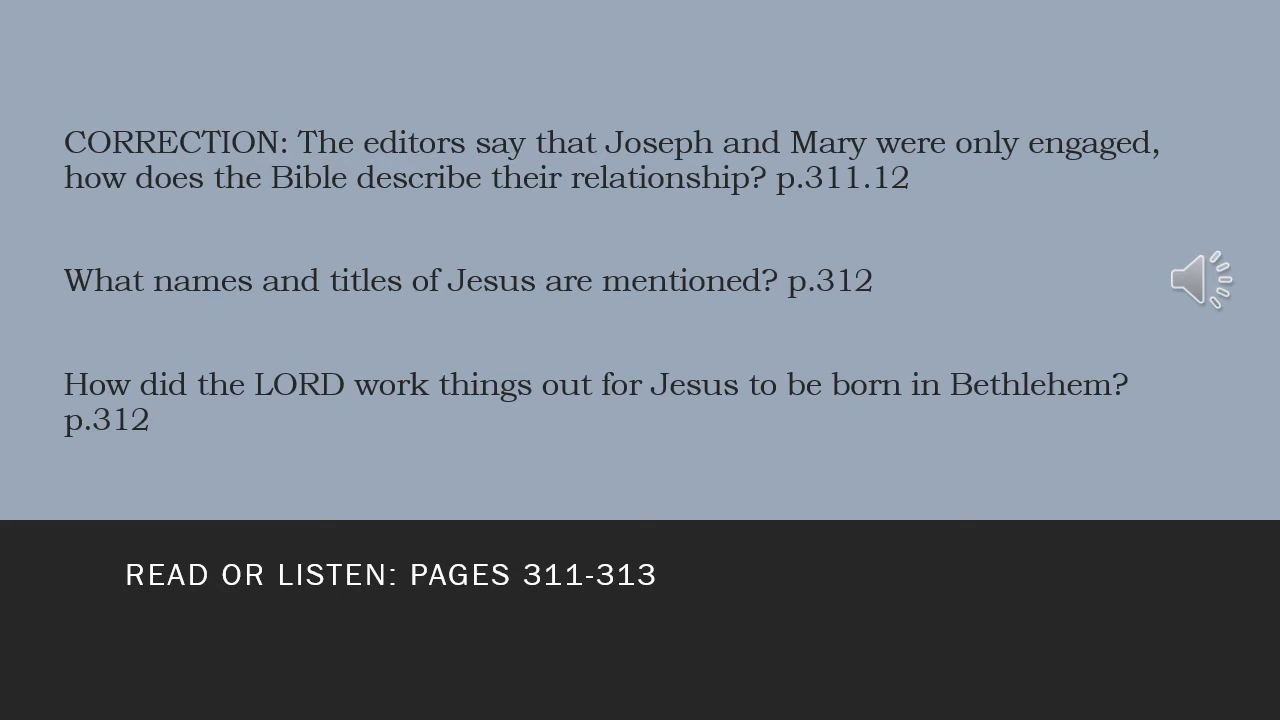 CORRECTION: The editors say that Joseph and Mary were only engaged,
how does the Bible describe their relationship? p.311.12
What names and titles of Jesus are mentioned? p.312
How did the LORD work things out for Jesus to be born in Bethlehem?
p.312
READ OR LISTEN: PAGES 311-313